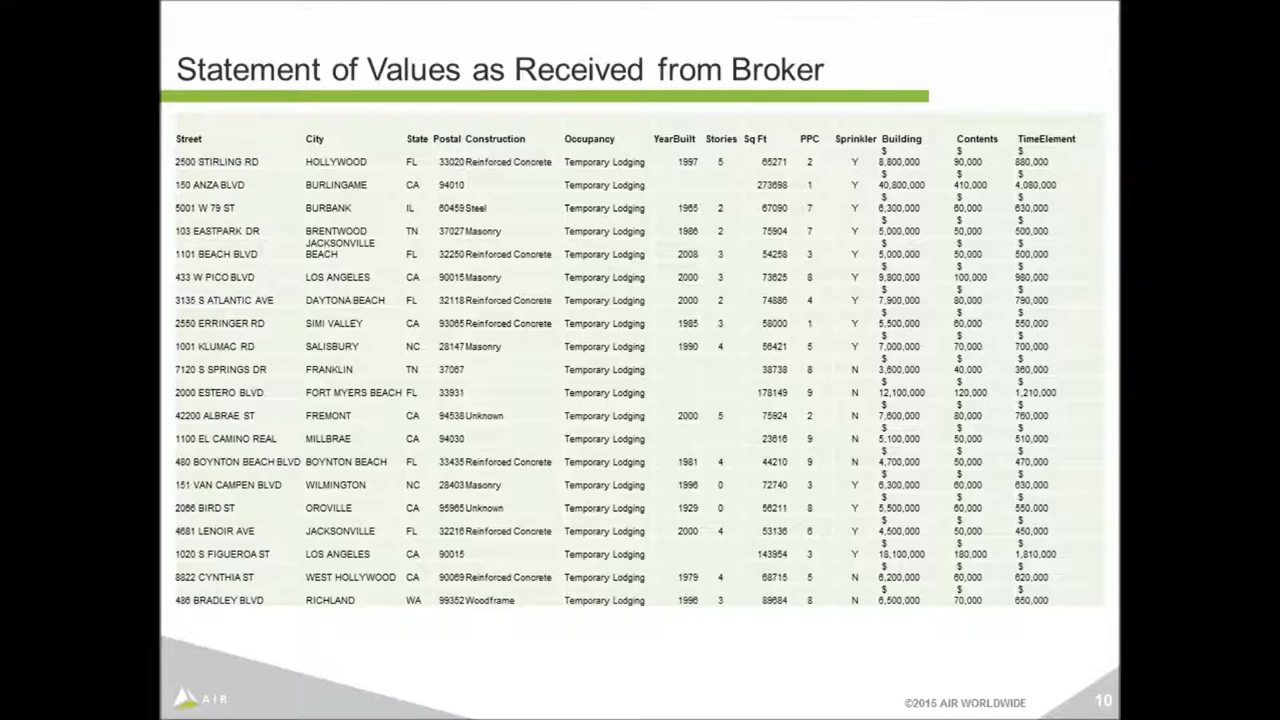 Statement of Values as Received from Broker
Street City State Postal Construction Occupancy YearBuilt Stories Sq Ft PPC Sprinkler Building Contents TimeElement
2500 STIRLING RD HOLLYWOOD FL 33020 Reinforced Concrete Temporary Lodging 1997 5 65271 2 Y $ 8,800,000 $ 90,000 $ 880,000
150 ANZA BLVD BURLINGAME CA 94010 Temporary Lodging 273698 1 Y $ 40,800,000 $ 410,000 $ 4,080,000
5001 W 79 ST BURBANK IL 60459 Steel Temporary Lodging 1965 2 67090 7 Y $ 6,300,000 $ 60,000 $ 630,000
103 EASTPARK DR BRENTWOOD TN 37027 Masonry Temporary Lodging 1986 2 75904 7 Y $ 5,000,000 $ 50,000 $ 500,000
1101 BEACH BLVD JACKSONVILLE BEACH FL 32250 Reinforced Concrete Temporary Lodging 2008 3 54258 3 Y $ 5,000,000 $ 50,000 $ 500,000
433 W PICO BLVD LOS ANGELES CA 90015 Masonry Temporary Lodging 2000 3 73625 8 Y $ 9,800,000 $ 100,000 $ 980,000
3135 S ATLANTIC AVE DAYTONA BEACH FL 32118 Reinforced Concrete Temporary Lodging 2000 2 74886 4 Y $ 7,900,000 $ 80,000 $ 790,000
2550 ERRINGER RD SIMI VALLEY CA 93065 Reinforced Concrete Temporary Lodging 1985 3 58000 1 Y $ 5,500,000 $ 60,000 $ 550,000
1001 KLUMAC RD SALISBURY NC 28147 Masonry Temporary Lodging 1990 4 56421 5 Y $ 7,000,000 $ 70,000 $ 700,000
7120 S SPRINGS DR FRANKLIN TN 37067 Temporary Lodging 38738 8 N $ 3,600,000 $ 40,000 $ 360,000
2000 ESTERO BLVD FORT MYERS BEACH FL 33931 Temporary Lodging 178149 9 N $ 12,100,000 $ 120,000 $ 1,210,000
42200 ALBRAE ST FREMONT CA 94538 Unknown Temporary Lodging 2000 5 75924 2 N $ 7,600,000 $ 80,000 $ 760,000
1100 EL CAMINO REAL MILLBRAE CA 94030 Temporary Lodging 23616 9 N $ 5,100,000 $ 50,000 $ 510,000
480 BOYNTON BEACH BLVD BOYNTON BEACH FL 33435 Reinforced Concrete Temporary Lodging 1981 4 44210 9 N $ 4,700,000 $ 50,000 $ 470,000
151 VAN CAMPEN BLVD WILMINGTON NC 28403 Masonry Temporary Lodging 1996 0 72740 3 Y $ 6,300,000 $ 60,000 $ 630,000
2066 BIRD ST OROVILLE CA 95965 Unknown Temporary Lodging 1929 0 56211 8 Y $ 5,500,000 $ 60,000 $ 550,000
4681 LENOIR AVE JACKSONVILLE FL 32216 Reinforced Concrete Temporary Lodging 2000 4 53136 6 Y $ 4,500,000 $ 50,000 $ 450,000
1020 S FIGUEROA ST LOS ANGELES CA 90015 Temporary Lodging 143954 3 Y $ 18,100,000 $ 180,000 $ 1,810,000
8822 CYNTHIA ST WEST HOLLYWOOD CA 90069 Reinforced Concrete Temporary Lodging 1979 4 68715 5 N $ 6,200,000 $ 60,000 $ 620,000
486 BRADLEY BLVD RICHLAND WA 99352 Woodframe Temporary Lodging 1996 3 89684 8 N $ 6,500,000 $ 70,000 $ 650,000
AIR
©2015 AIR WORLDWIDE
10